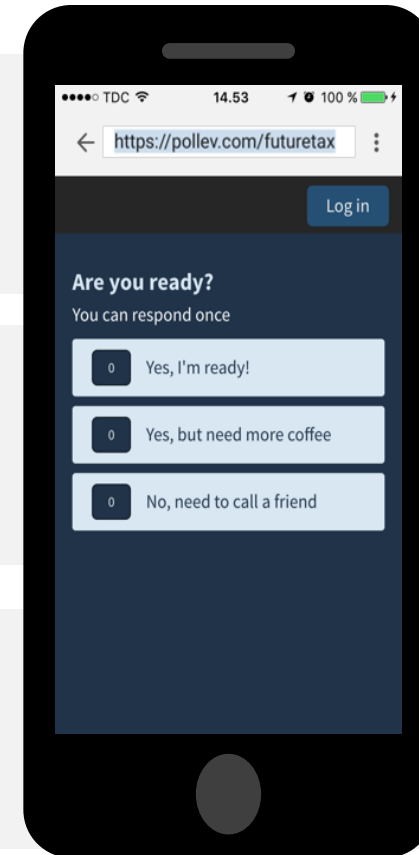 TDC 14.53 100 %
https://pollev.com/futuretax
Log in
Are you ready?
You can respond once
0 Yes, I'm ready!
0 Yes, but need more coffee
0 No, need to call a friend